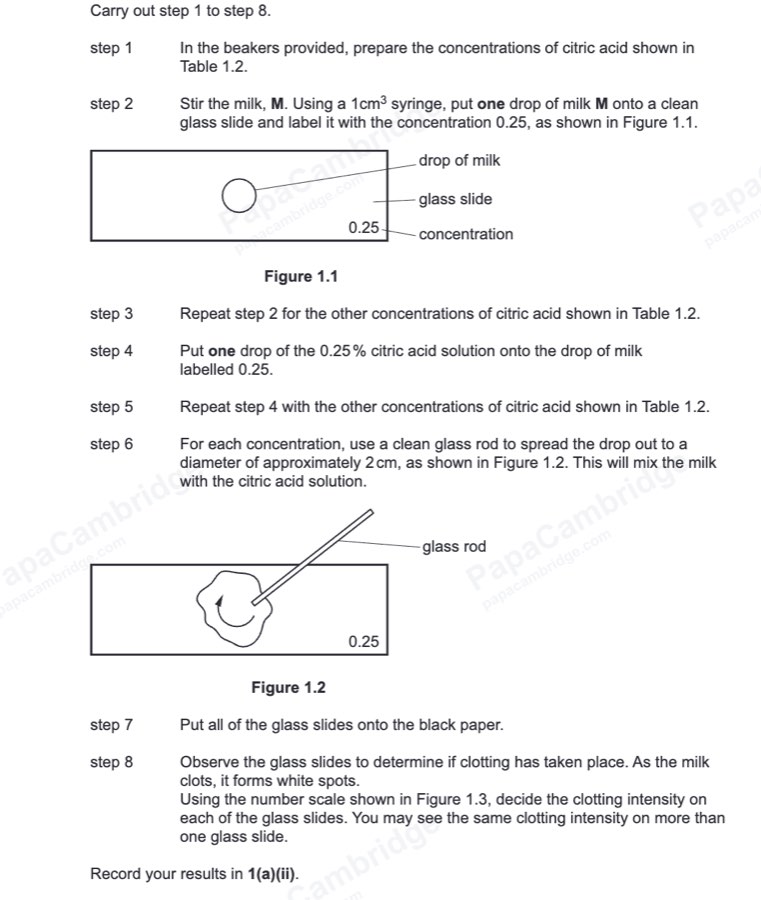 Carry out step 1 to step 8.
step 1 In the beakers provided, prepare the concentrations of citric acid shown in
Table 1.2.
step 2 Stir the milk, M. Using a 1cm³ syringe, put one drop of milk M onto a clean
glass slide and label it with the concentration 0.25, as shown in Figure 1.1.
drop of milk
glass slide
0.25
concentration
Figure 1.1
step 3 Repeat step 2 for the other concentrations of citric acid shown in Table 1.2.
step 4 Put one drop of the 0.25% citric acid solution onto the drop of milk
labelled 0.25.
step 5 Repeat step 4 with the other concentrations of citric acid shown in Table 1.2.
step 6 For each concentration, use a clean glass rod to spread the drop out to a
diameter of approximately 2cm, as shown in Figure 1.2. This will mix the milk
with the citric acid solution.
glass rod
0.25
Figure 1.2
step 7 Put all of the glass slides onto the black paper.
step 8 Observe the glass slides to determine if clotting has taken place. As the milk
clots, it forms white spots.
Using the number scale shown in Figure 1.3, decide the clotting intensity on
each of the glass slides. You may see the same clotting intensity on more than
one glass slide.
Record your results in 1(a)(ii).
PapaCambridge
papacambridge.com
Papa
papacam
apaCambridge
papacambridge.com
PapaCambridge
papacambridge.com
Cambridge